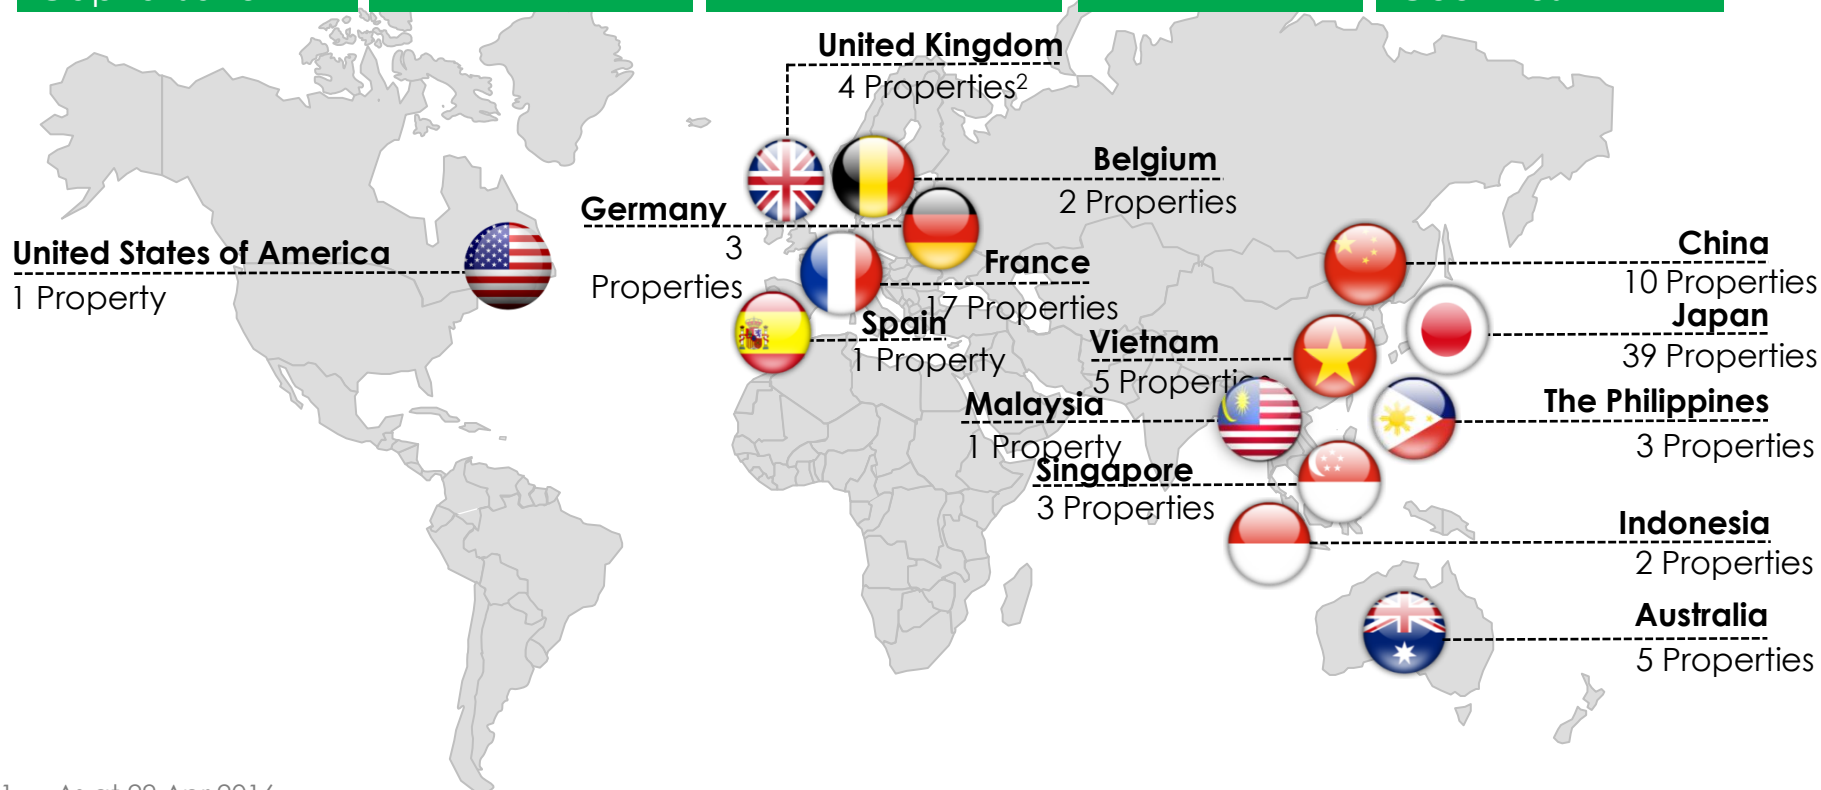 United Kingdom
4 Properties2
Belgium
2 Properties
Germany
3
Properties
United States of America
1 Property
France
17 Properties
Spain
1 Property
China
10 Properties
Japan
39 Properties
Vietnam
5 Properties
Malaysia
1 Property
The Philippines
3 Properties
Singapore
3 Properties
Indonesia
2 Properties
Australia
5 Properties